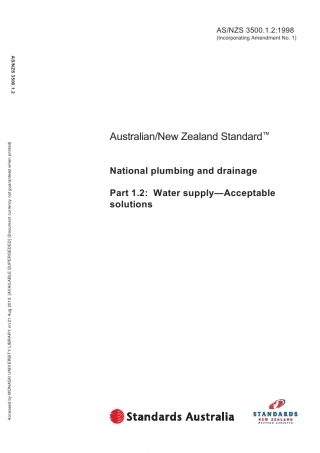 AS/NZS 3500.1.2:1998
(Incorporating Amendment No. 1)
AS/NZS 3500.1.2
Accessed by MONASH UNIVERSITY LIBRARY on 21 Aug 2013 [AVAILABLE SUPERSEDED] (Document currency not guaranteed when printed)
Australian/New Zealand Standard™
National plumbing and drainage
Part 1.2: Water supply—Acceptable
solutions
Standards Australia
STANDARDS
NEW ZEALAND